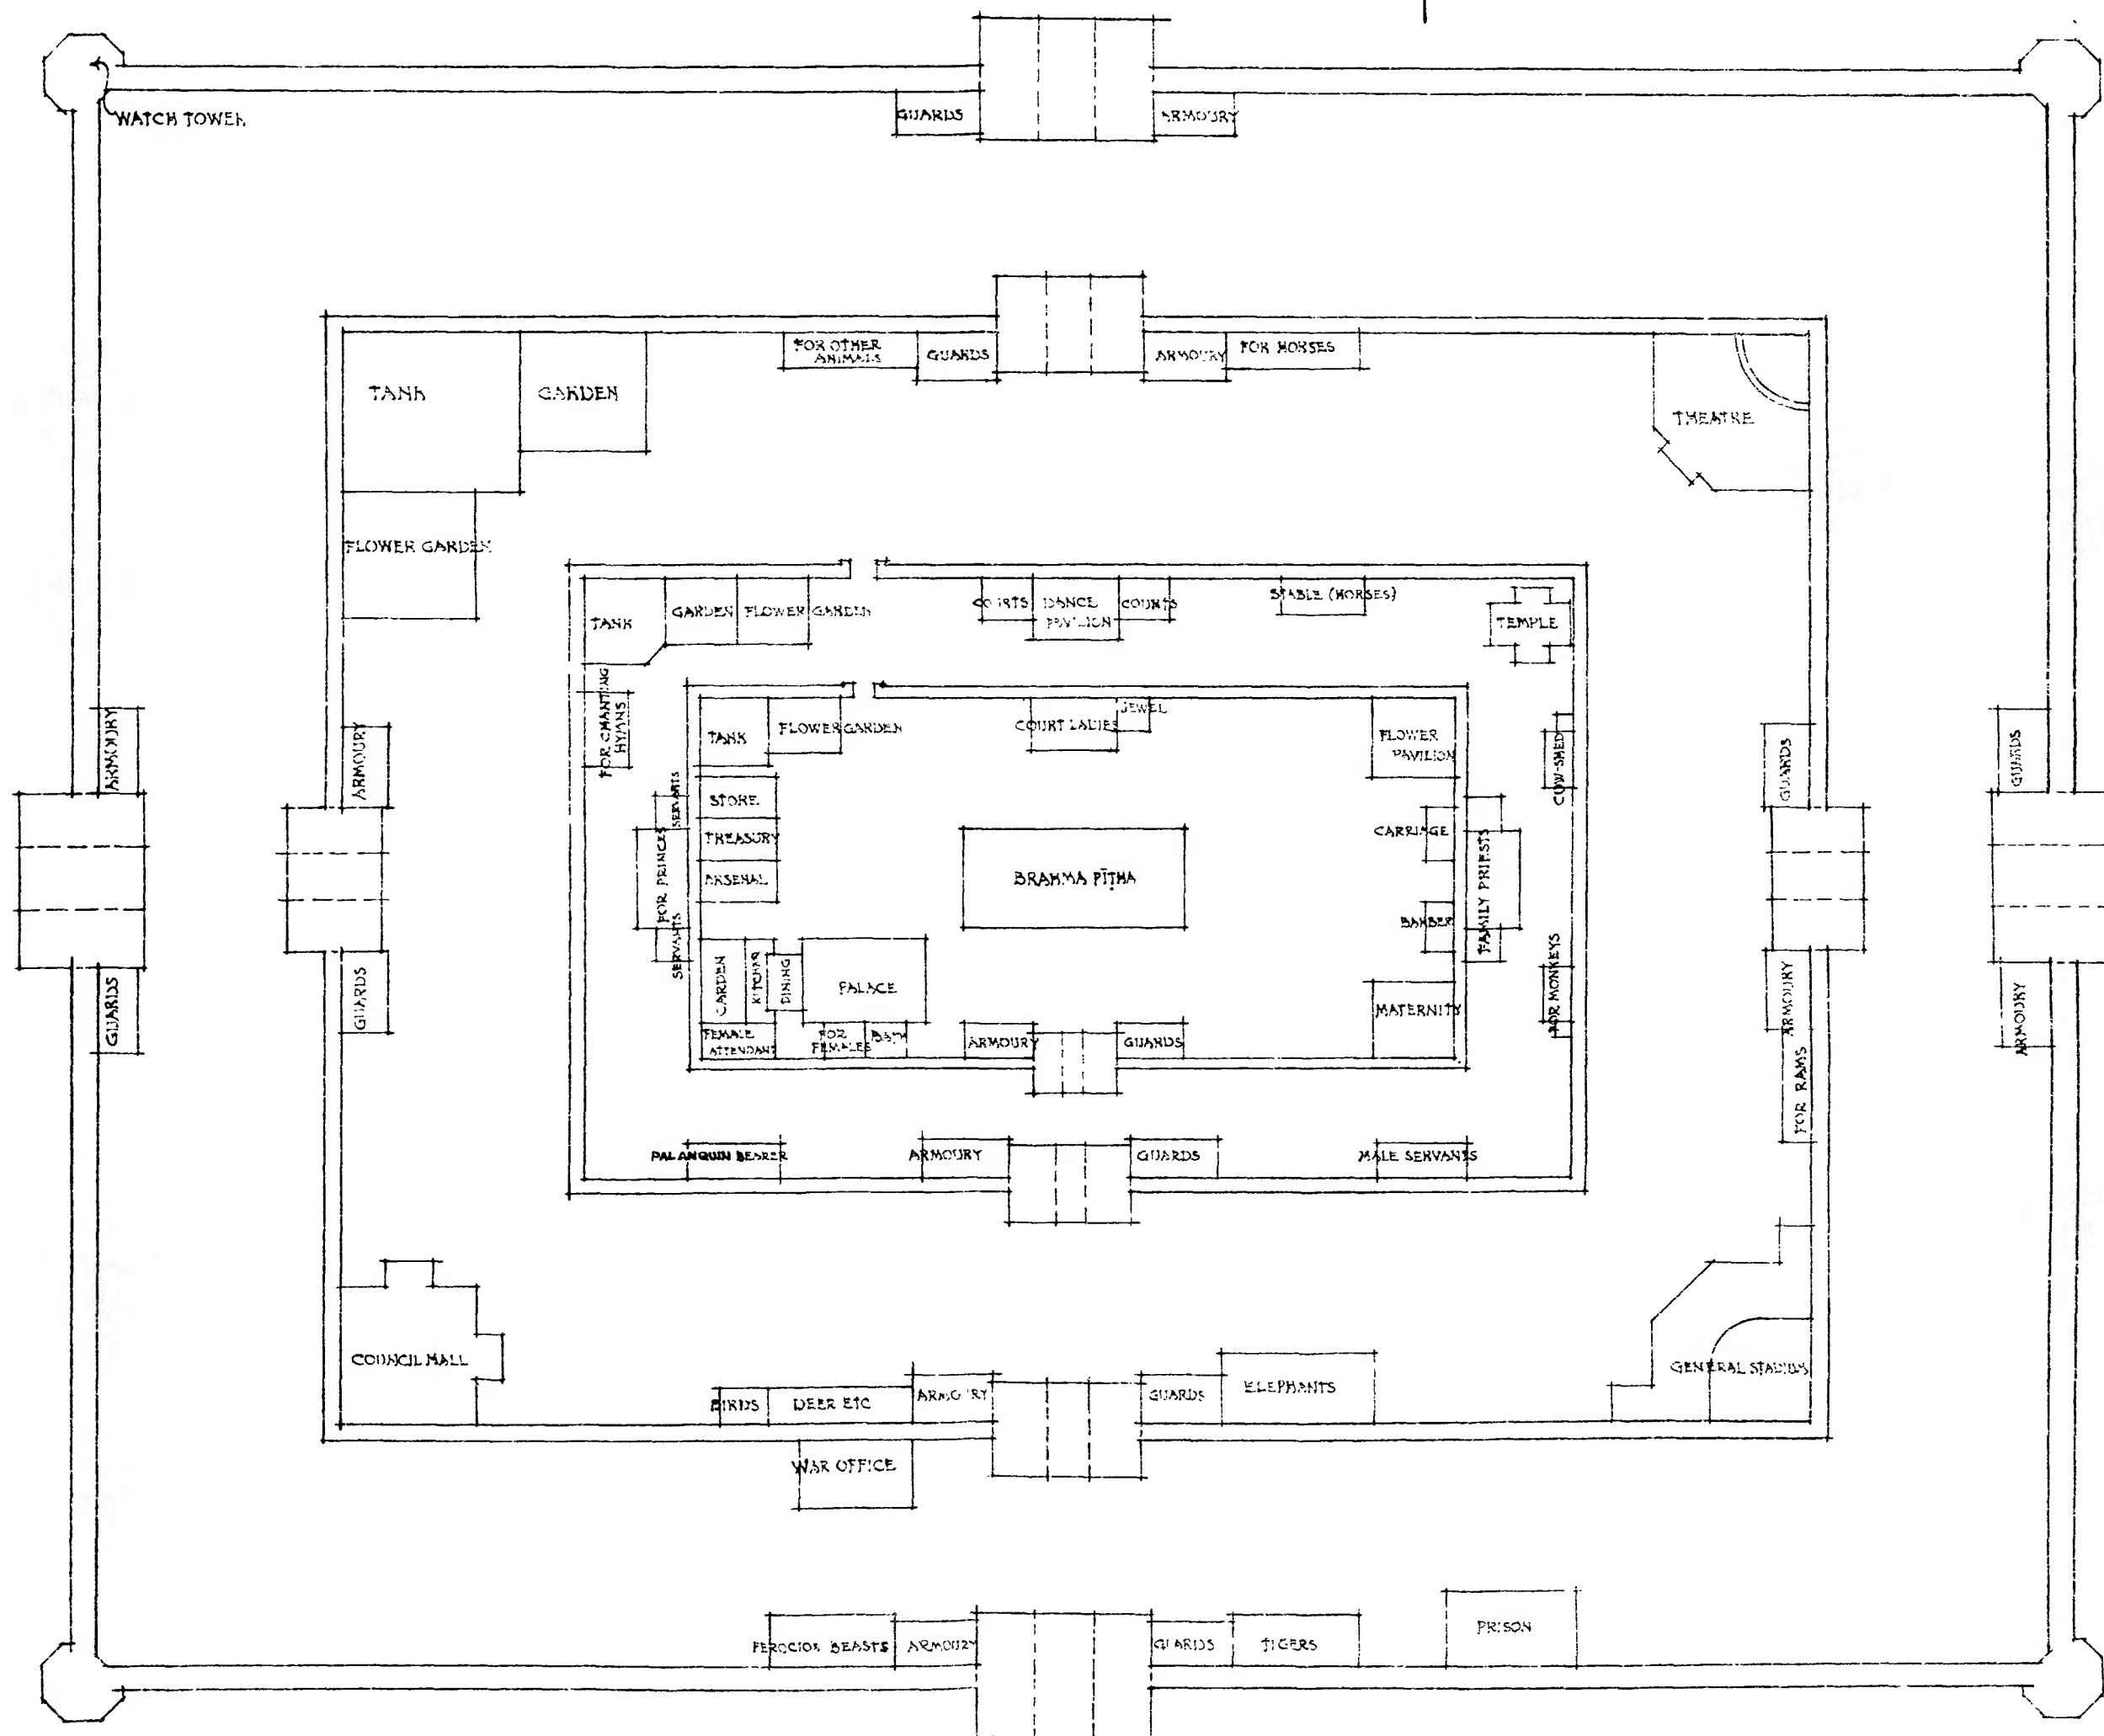 WATCH TOWER
GUARDS
ARMOURY
FOR OTHER
ANIMALS
GUARDS
ARMOURY
FOR HORSES
TANK
GARDEN
THEATRE
FLOWER GARDEN
TANK
GARDEN
FLOWER GARDEN
COURTS
DANCE
PAVILION
COURTS
STABLE (HORSES)
TEMPLE
FOR CHANTING
HYMANS
TANK
FLOWER GARDEN
COURT LADIES
JEWEL
FLOWER
PAVILION
COW-SHED
ARMOURY
ARMOURY
GUARDS
GUARDS
SERVANTS
FOR PRINCES
SERVANTS
STORE
TREASURY
ARSENAL
BRAHMA PĪṬHA
CARRIAGE
BARBER
FAMILY PRIESTS
FOR MONKEYS
GARDEN
DINING
PALACE
MATERNITY
FEMALE
ATTENDANT
FOR
FEMALES
BATH
ARMOURY
GUARDS
GUARDS
GUARDS
ARMOURY
FOR RAMS
ARMOURY
PALANQUIN BEARER
ARMOURY
GUARDS
MALE SERVANTS
COUNCIL HALL
BIRDS
DEER ETC
ARMOURY
GUARDS
ELEPHANTS
GENERAL STADIUM
WAR OFFICE
BEASTS
ARMOURY
GUARDS
TIGERS
PRISON